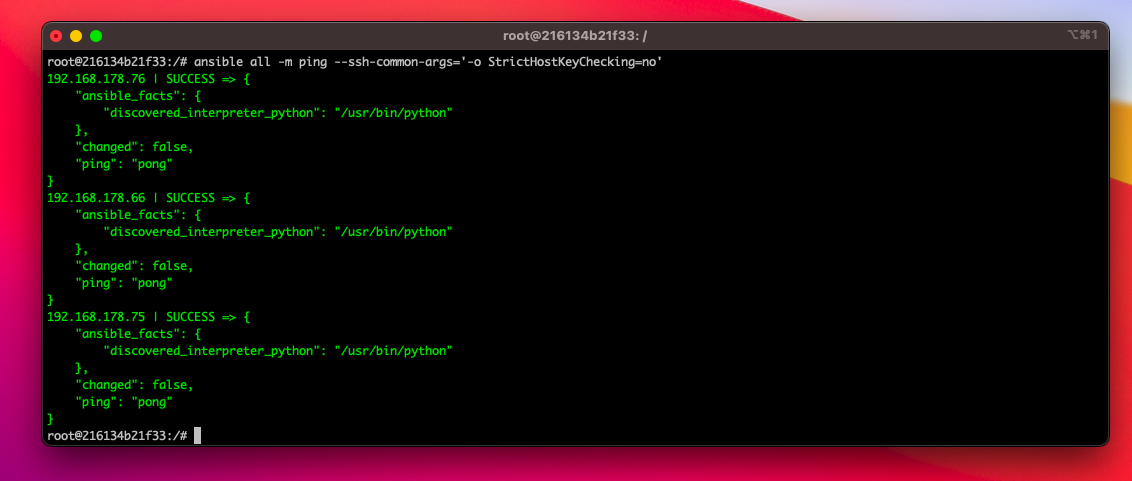 root@216134b21f33: /
⌥⌘1
root@216134b21f33:/# ansible all -m ping --ssh-common-args='-o StrictHostKeyChecking=no'
192.168.178.76 | SUCCESS => {
    "ansible_facts": {
        "discovered_interpreter_python": "/usr/bin/python"
    },
    "changed": false,
    "ping": "pong"
}
192.168.178.66 | SUCCESS => {
    "ansible_facts": {
        "discovered_interpreter_python": "/usr/bin/python"
    },
    "changed": false,
    "ping": "pong"
}
192.168.178.75 | SUCCESS => {
    "ansible_facts": {
        "discovered_interpreter_python": "/usr/bin/python"
    },
    "changed": false,
    "ping": "pong"
}
root@216134b21f33:/#